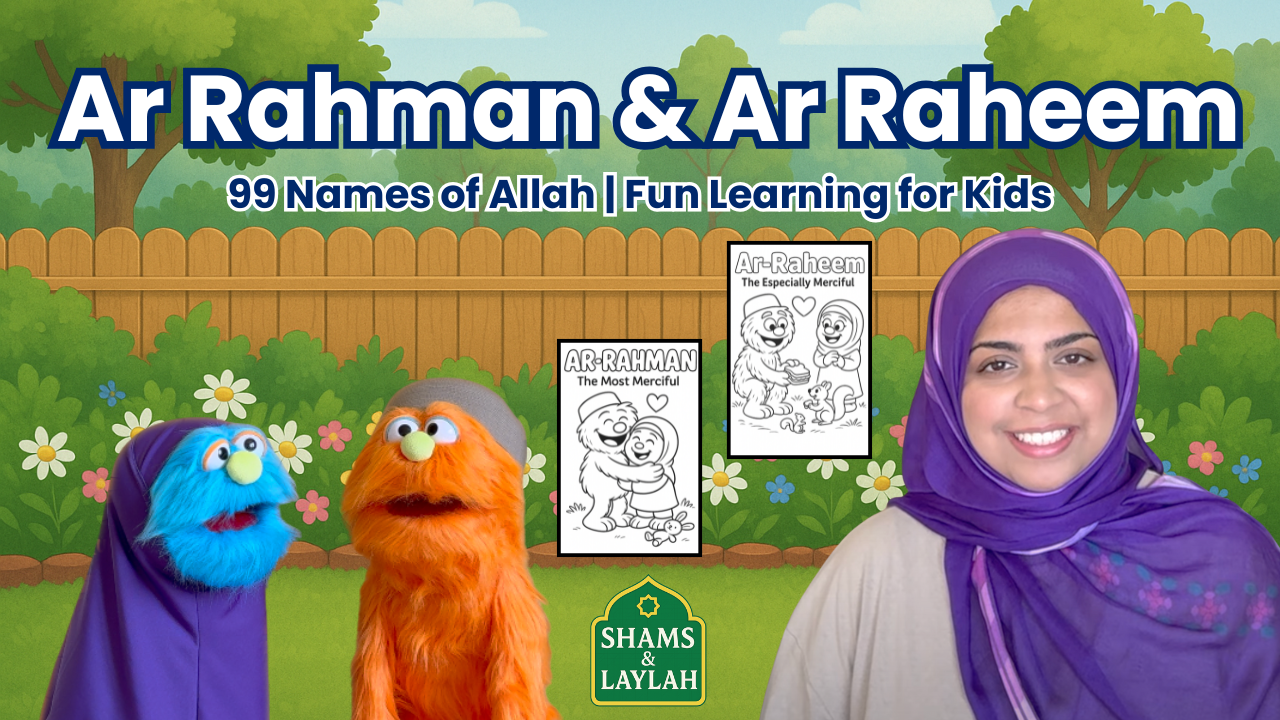 Ar Rahman & Ar Raheem
99 Names of Allah | Fun Learning for Kids
Ar-Raheem
The Especially Merciful
AR-RAHMAN
The Most Merciful
SHAMS
&
LAYLAH